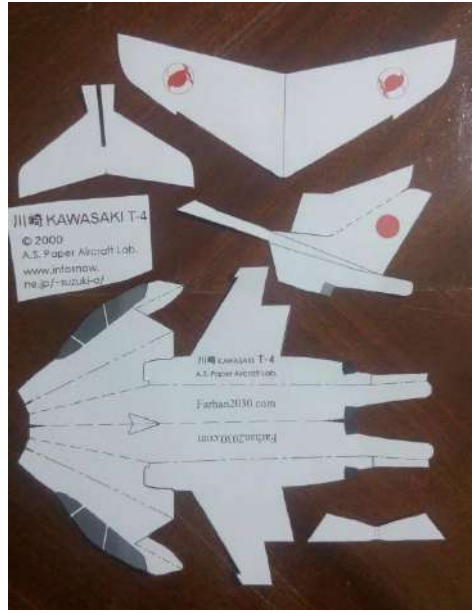 川崎 KAWASAKI T-4
© 2000
A.S. Paper Aircraft Lab.
www.infosnow.
ne.jp/~suzuki-a/
川崎 KAWASAKI T-4
A.S. Paper Aircraft Lab.
Farhan2030.com
Farhan2030.com